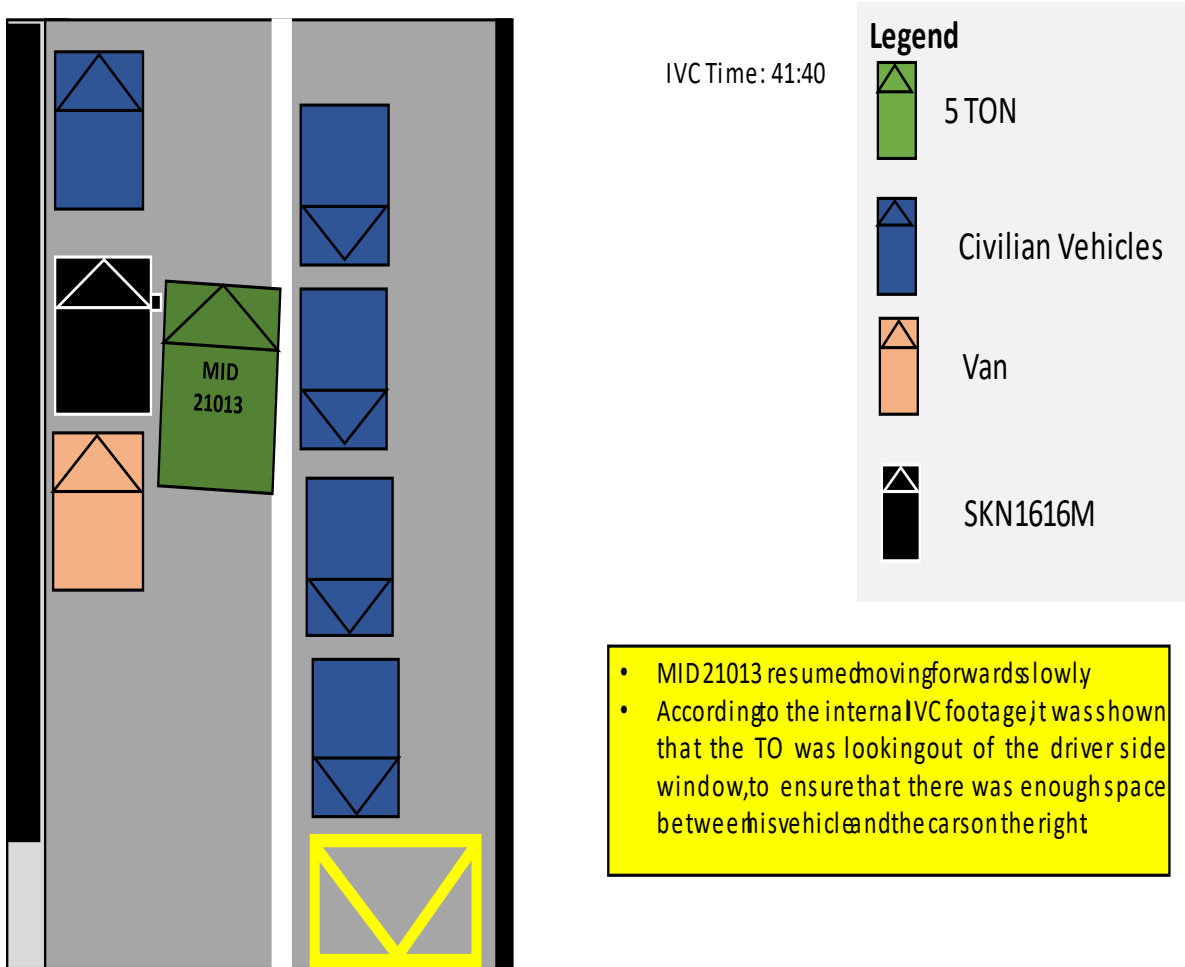 IVC Time: 41:40
Legend
5 TON
Civilian Vehicles
Van
SKN1616M
MID
21013
• MID 21013 resumed moving forwards slowly
• According to the internal IVC footage, it was shown
that the TO was looking out of the driver side
window, to ensure that there was enough space
between his vehicle and the cars on the right